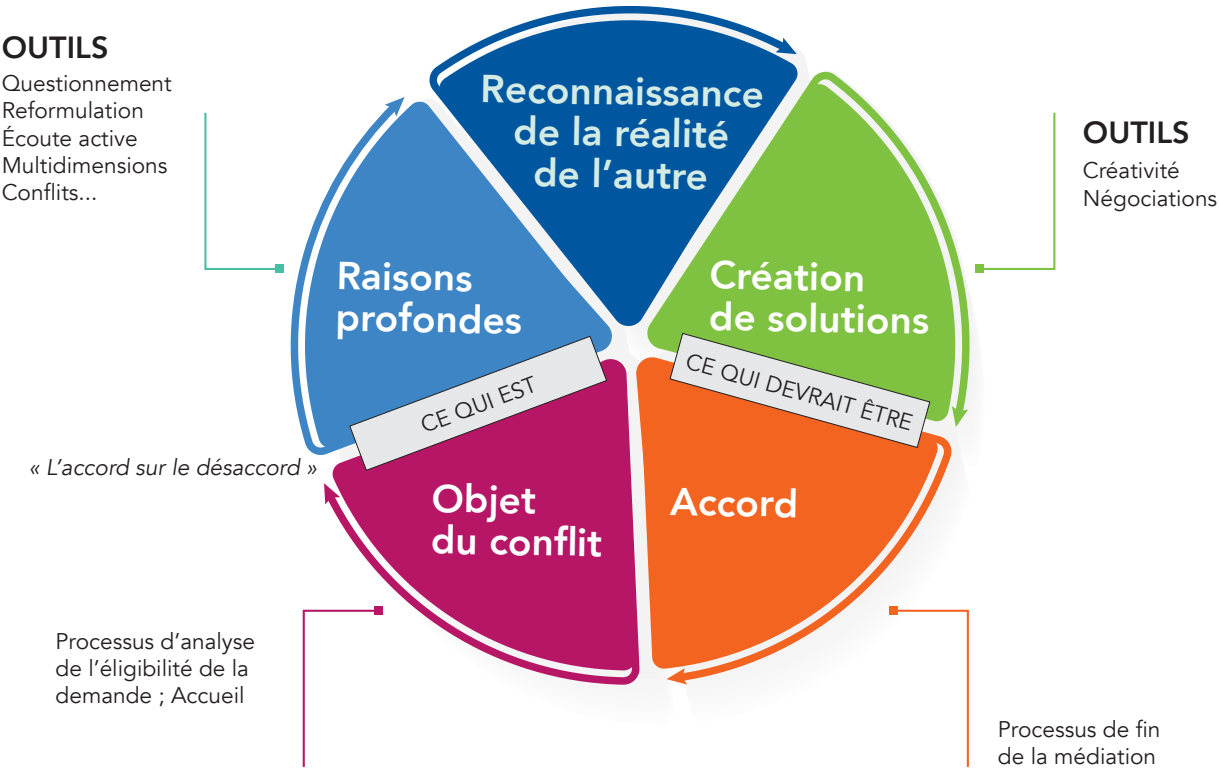 OUTILS
Questionnement
Reformulation
Écoute active
Multidimensions
Conflits...
Reconnaissance
de la réalité
de l'autre
OUTILS
Créativité
Négociations
Raisons
profondes
Création
de solutions
CE QUI EST
CE QUI DEVRAIT ÊTRE
« L'accord sur le désaccord »
Objet
du conflit
Accord
Processus d'analyse
de l'éligibilité de la
demande ; Accueil
Processus de fin
de la médiation